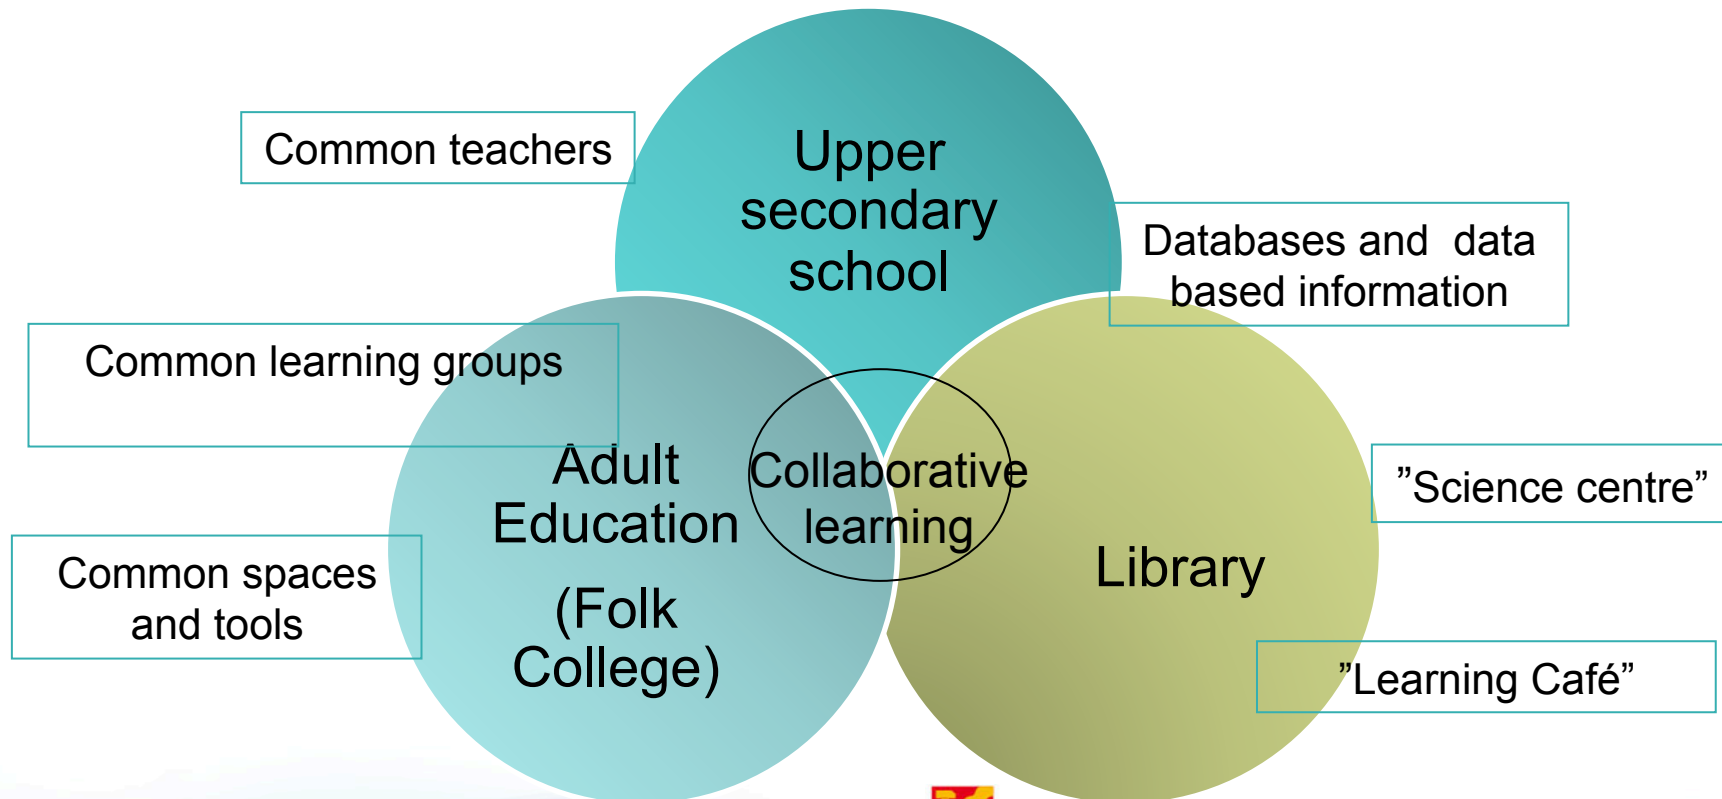 Common teachers
Upper
secondary
school
Databases and  data
based information
Common learning groups
Adult
Education
(Folk
College)
Collaborative
learning
Library
”Science centre”
Common spaces
and tools
”Learning Café”